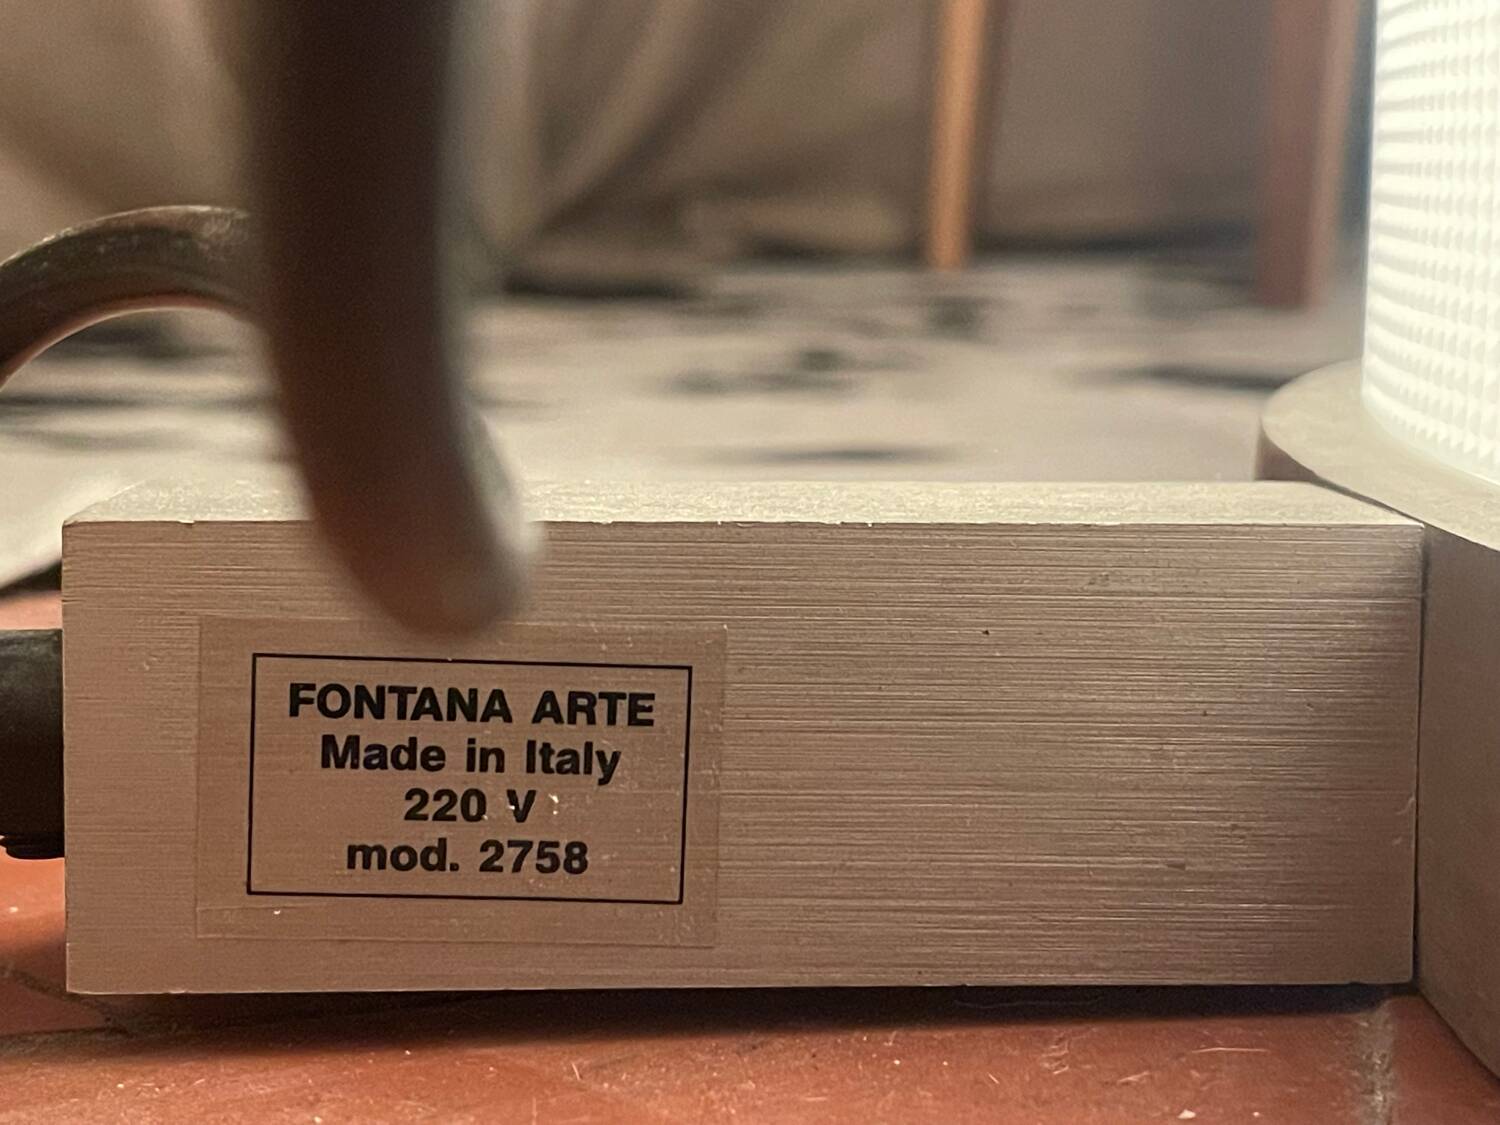 FONTANA ARTE
Made in Italy
220 V
mod. 2758